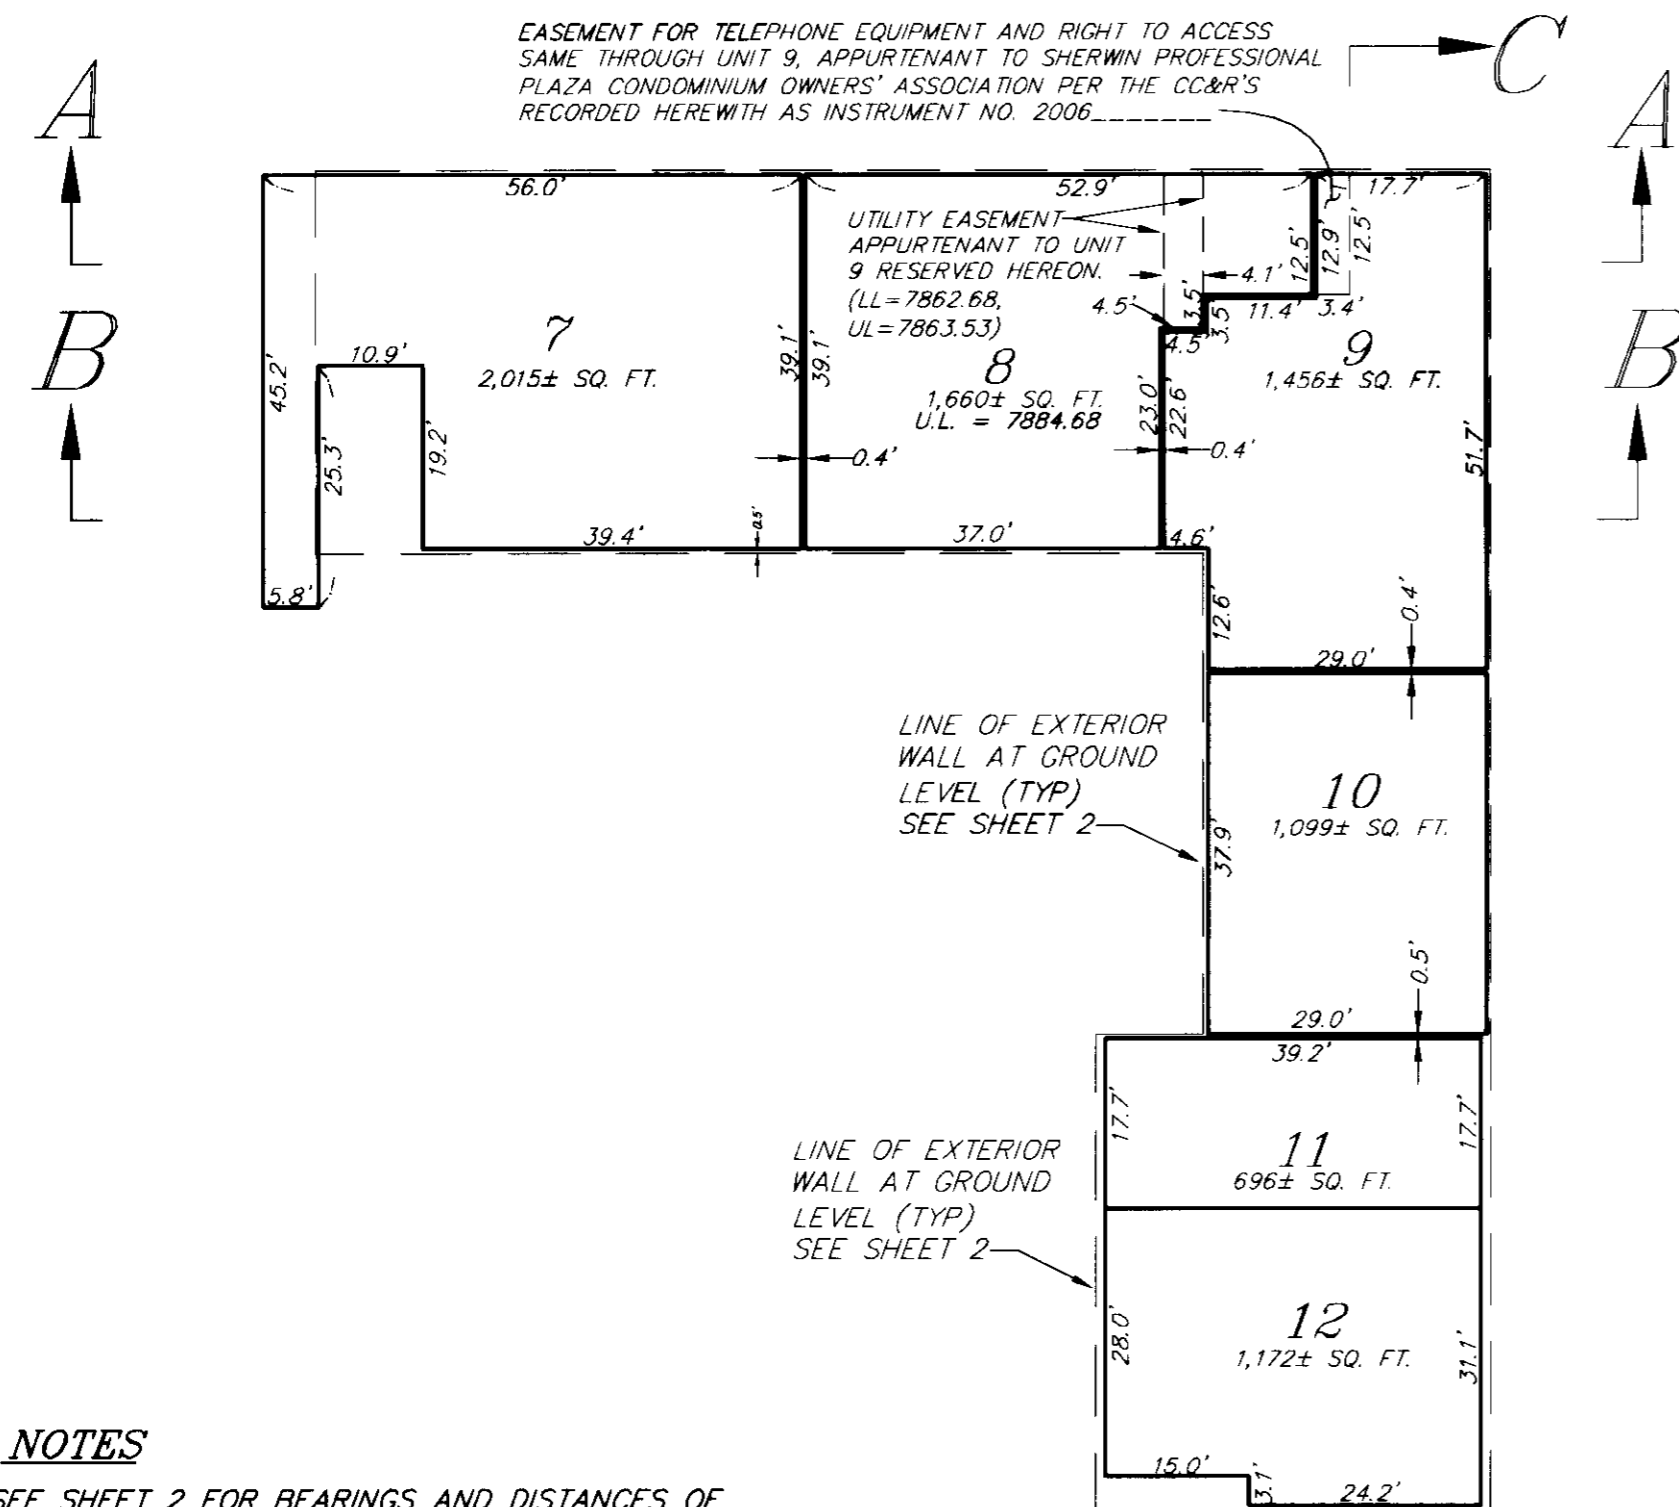 EASEMENT FOR TELEPHONE EQUIPMENT AND RIGHT TO ACCESS
SAME THROUGH UNIT 9, APPURTENANT TO SHERWIN PROFESSIONAL
PLAZA CONDOMINIUM OWNERS' ASSOCIATION PER THE CC&R'S
RECORDED HEREWITH AS INSTRUMENT NO. 2006_______
C
A
A
56.0'
52.9'
17.7'
UTILITY EASEMENT
APPURTENANT TO UNIT
9 RESERVED HEREON.
(LL=7862.68,
UL=7863.53)
12.5'
12.9'
12.5'
4.1'
4.5'
3.5'
3.5'
11.4'
3.4'
4.5'
B
B
45.2'
10.9'
25.3'
19.2'
7
2,015± SQ. FT.
39.1'
39.1'
8
1,660± SQ. FT.
U.L. = 7884.68
9
1,456± SQ. FT.
23.0'
22.6'
0.4'
0.4'
51.7'
39.4'
0.5'
37.0'
4.6'
5.8'
12.6'
0.4'
29.0'
LINE OF EXTERIOR
WALL AT GROUND
LEVEL (TYP)
SEE SHEET 2
10
1,099± SQ. FT.
37.9'
0.5'
29.0'
39.2'
17.7'
17.7'
11
696± SQ. FT.
LINE OF EXTERIOR
WALL AT GROUND
LEVEL (TYP)
SEE SHEET 2
12
1,172± SQ. FT.
28.0'
31.1'
15.0'
3.1'
24.2'
NOTES
SEE SHEET 2 FOR BEARINGS AND DISTANCES OF